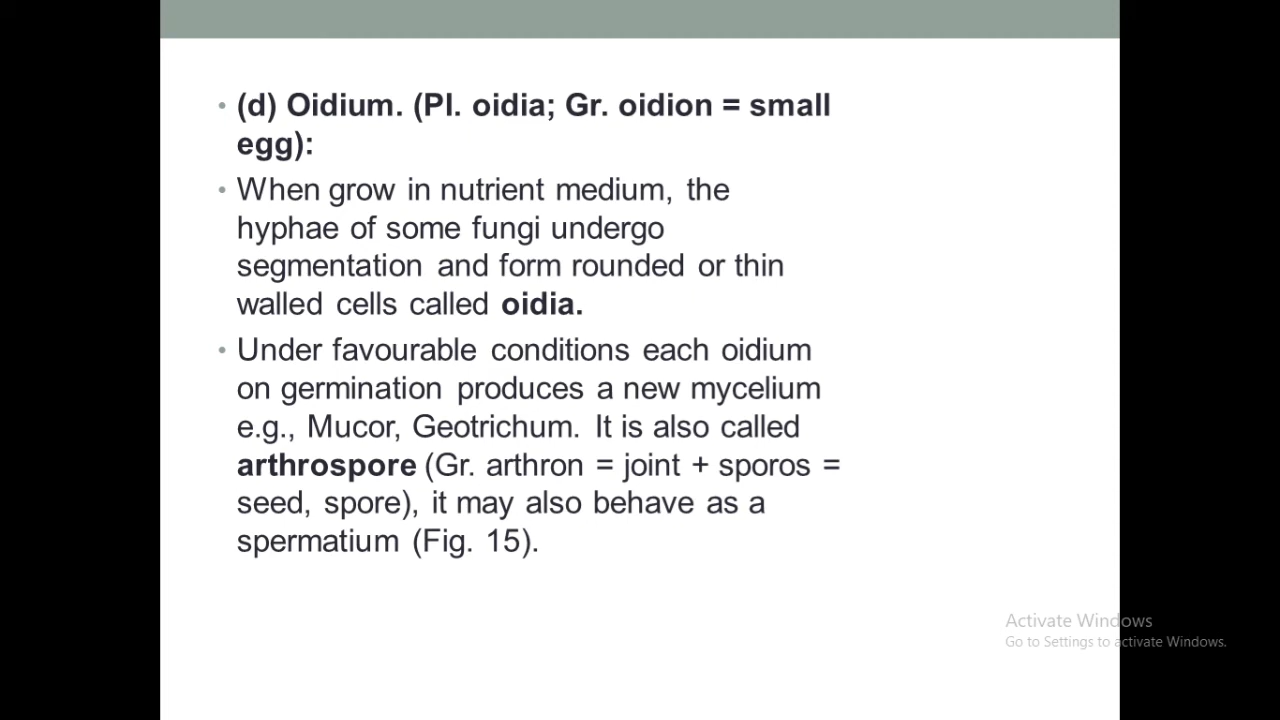 • (d) Oidium. (Pl. oidia; Gr. oidion = small
egg):
• When grow in nutrient medium, the
hyphae of some fungi undergo
segmentation and form rounded or thin
walled cells called oidia.
• Under favourable conditions each oidium
on germination produces a new mycelium
e.g., Mucor, Geotrichum. It is also called
arthrospore (Gr. arthron = joint + sporos =
seed, spore), it may also behave as a
spermatium (Fig. 15).
Activate Windows
Go to Settings to activate Windows.